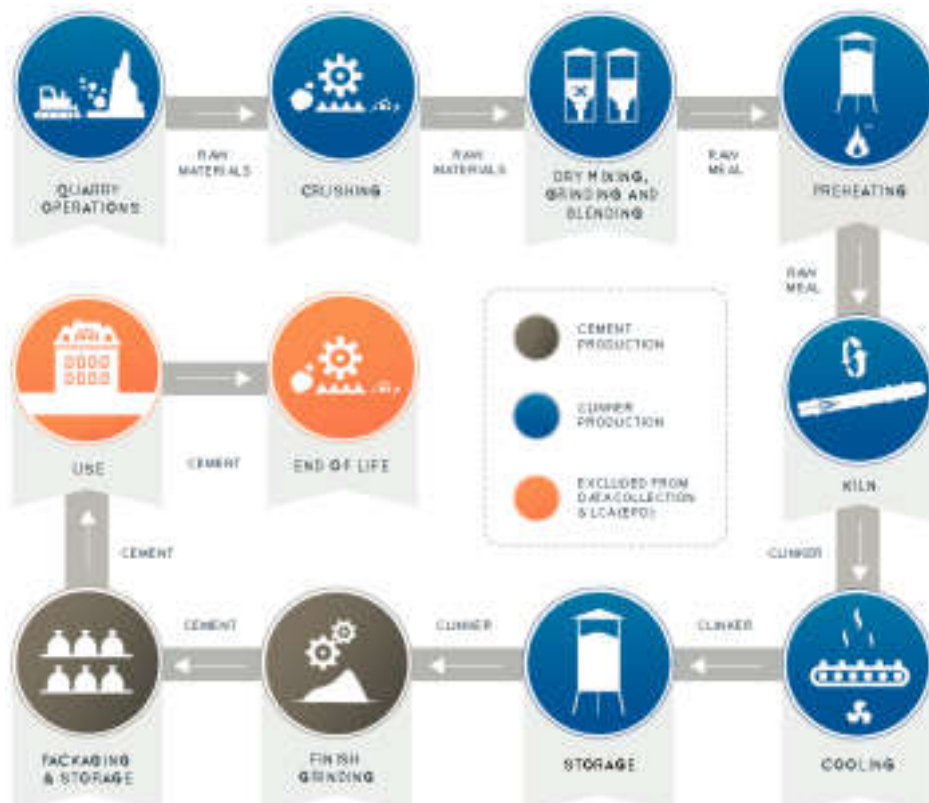 RAW
MATERIALS
RAW
MATERIALS
RAW
MEAL
QUARRY
OPERATIONS
CRUSHING
DRY MIXING,
GRINDING AND
BLENDING
PREHEATING
RAW
MEAL
CEMENT
PRODUCTION
CLINKER
PRODUCTION
EXCLUDED FROM
DATA COLLECTION
& LCA (EPD)
USE
CEMENT
END OF LIFE
KILN
CEMENT
CLINKER
CEMENT
CLINKER
CLINKER
PACKAGING
& STORAGE
FINISH
GRINDING
STORAGE
COOLING